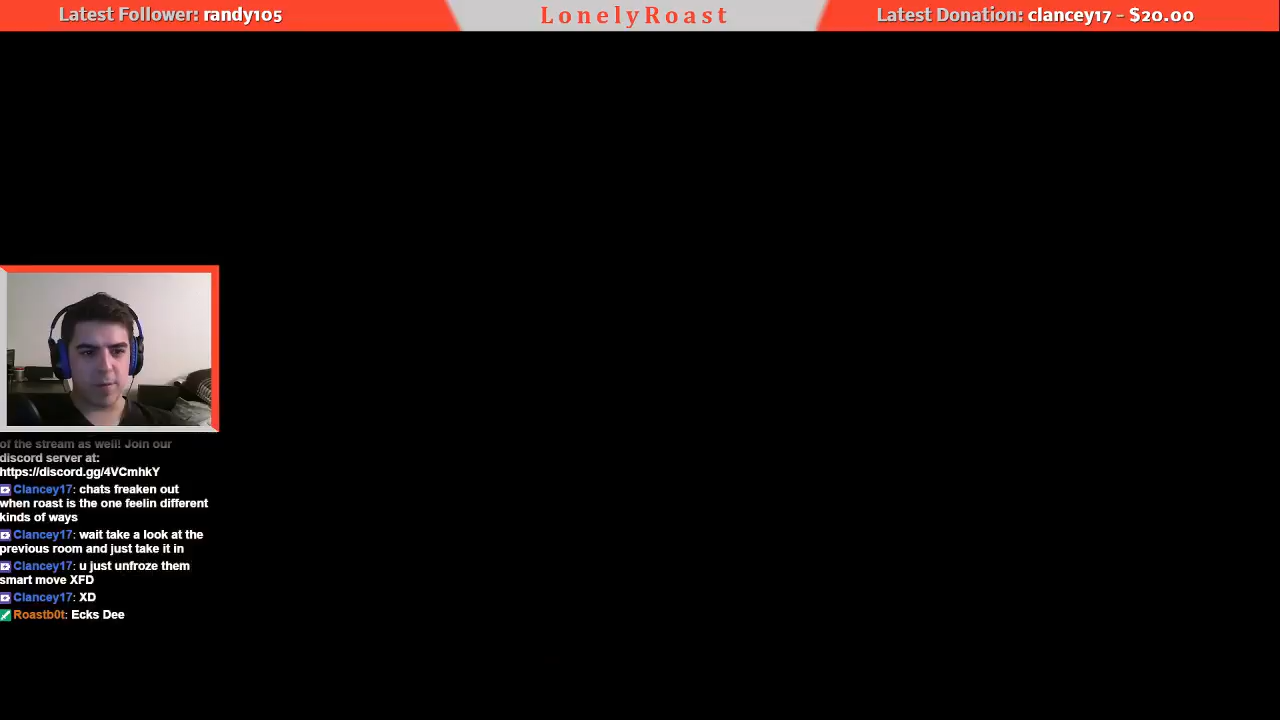 Latest Follower: randy105
LonelyRoast
Latest Donation: clancey17 - $20.00
of the stream as well! Join our
discord server at:
https://discord.gg/4VCmhkY
Clancey17: chats freaken out
when roast is the one feelin different
kinds of ways
Clancey17: wait take a look at the
previous room and just take it in
Clancey17: u just unfroze them
smart move XFD
Clancey17: XD
Roastb0t: Ecks Dee